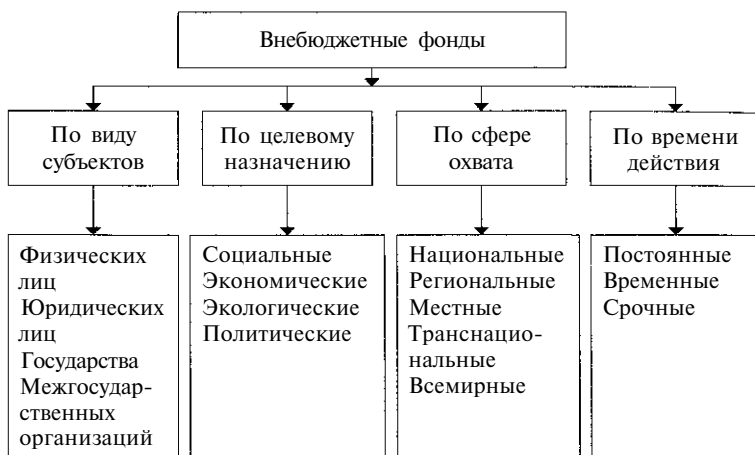 Внебюджетные фонды
По виду
субъектов
По целевому
назначению
По сфере
охвата
По времени
действия
Физических
лиц
Юридических
лиц
Государства
Межгосудар-
ственных
организаций
Социальные
Экономические
Экологические
Политические
Национальные
Региональные
Местные
Транснацио-
нальные
Всемирные
Постоянные
Временные
Срочные